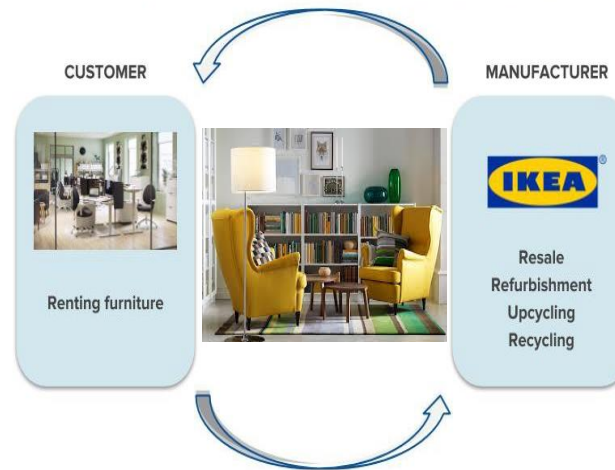 CUSTOMER
MANUFACTURER
Renting furniture
IKEA
®
Resale
Refurbishment
Upcycling
Recycling